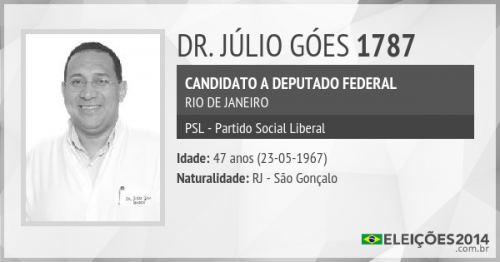 DR. JÚLIO GÓES 1787
CANDIDATO A DEPUTADO FEDERAL
RIO DE JANEIRO
PSL - Partido Social Liberal
Idade: 47 anos (23-05-1967)
Naturalidade: RJ - São Gonçalo
ELEIÇÕES2014
.com.br